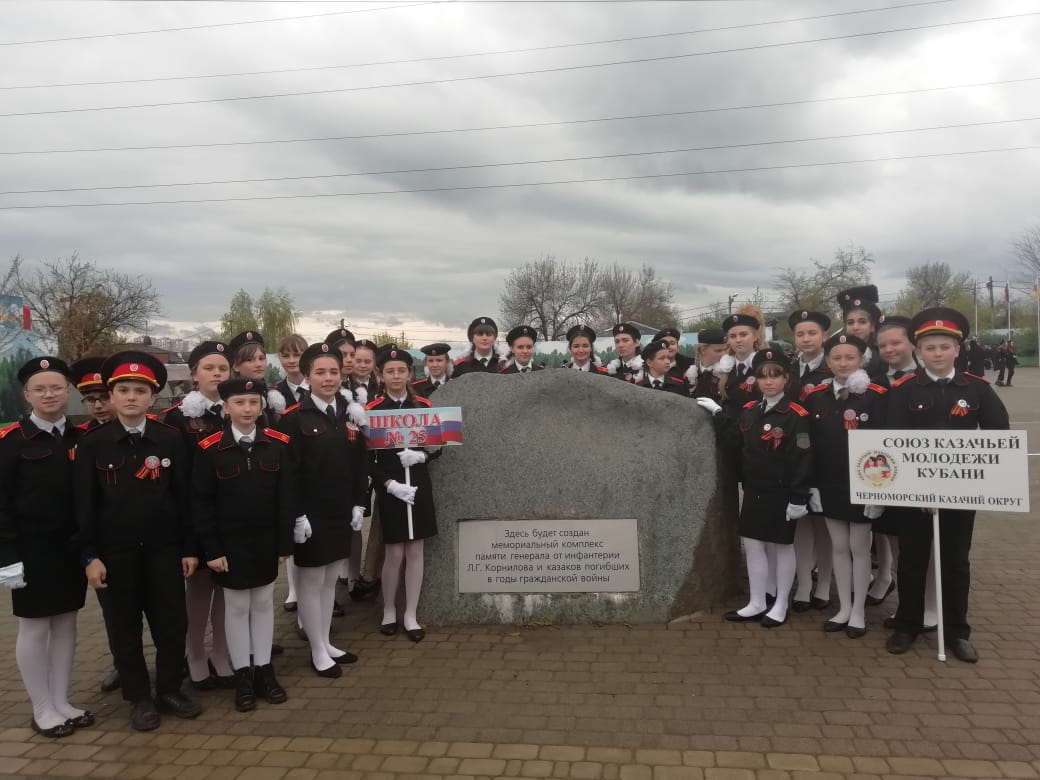 ШКОЛА
№ 25
СОЮЗ КАЗАЧЬЕЙ
МОЛОДЕЖИ
КУБАНИ
ЧЕРНОМОРСКИЙ КАЗАЧИЙ ОКРУГ
Здесь будет создан
мемориальный комплекс
памяти генерала от инфантерии
Л.Г. Корнилова и казаков погибших
в годы гражданской войны